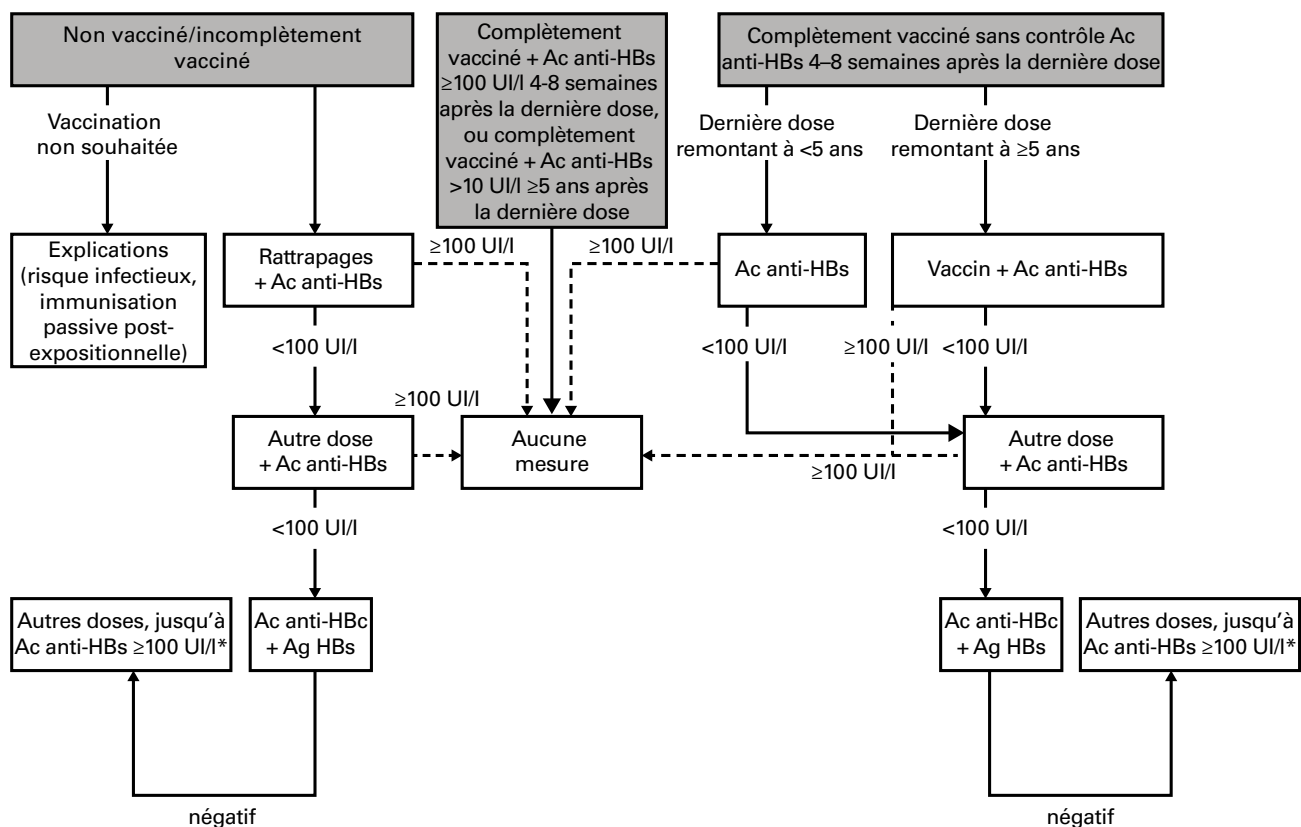 Non vacciné/incomplètement
vacciné
Complètement
vacciné + Ac anti-HBs
≥100 UI/l 4-8 semaines
après la dernière dose,
ou complètement
vacciné + Ac anti-HBs
>10 UI/l ≥5 ans après
la dernière dose
Complètement vacciné sans contrôle Ac
anti-HBs 4–8 semaines après la dernière dose
Vaccination
non souhaitée
Dernière dose
remontant à <5 ans
Dernière dose
remontant à ≥5 ans
Explications
(risque infectieux,
immunisation
passive post-
expositionnelle)
Rattrapages
+ Ac anti-HBs
≥100 UI/l
≥100 UI/l
Ac anti-HBs
Vaccin + Ac anti-HBs
<100 UI/l
<100 UI/l
≥100 UI/l
<100 UI/l
≥100 UI/l
Autre dose
+ Ac anti-HBs
Aucune
mesure
≥100 UI/l
Autre dose
+ Ac anti-HBs
<100 UI/l
<100 UI/l
Autres doses, jusqu’à
Ac anti-HBs ≥100 UI/l*
Ac anti-HBc
+ Ag HBs
Ac anti-HBc
+ Ag HBs
Autres doses, jusqu’à
Ac anti-HBs ≥100 UI/l*
négatif
négatif